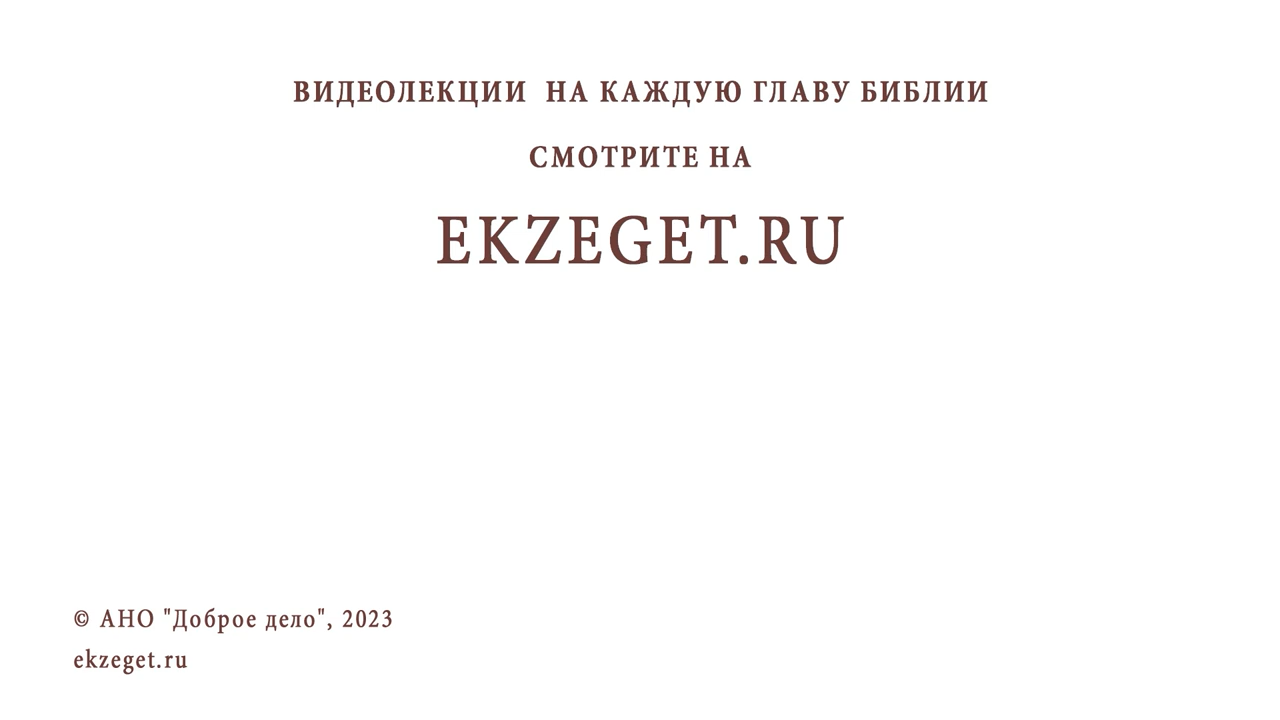 ВИДЕОЛЕКЦИИ  НА КАЖДУЮ ГЛАВУ БИБЛИИ
СМОТРИТЕ НА
EKZEGET.RU
© АНО "Доброе дело", 2023
ekzeget.ru